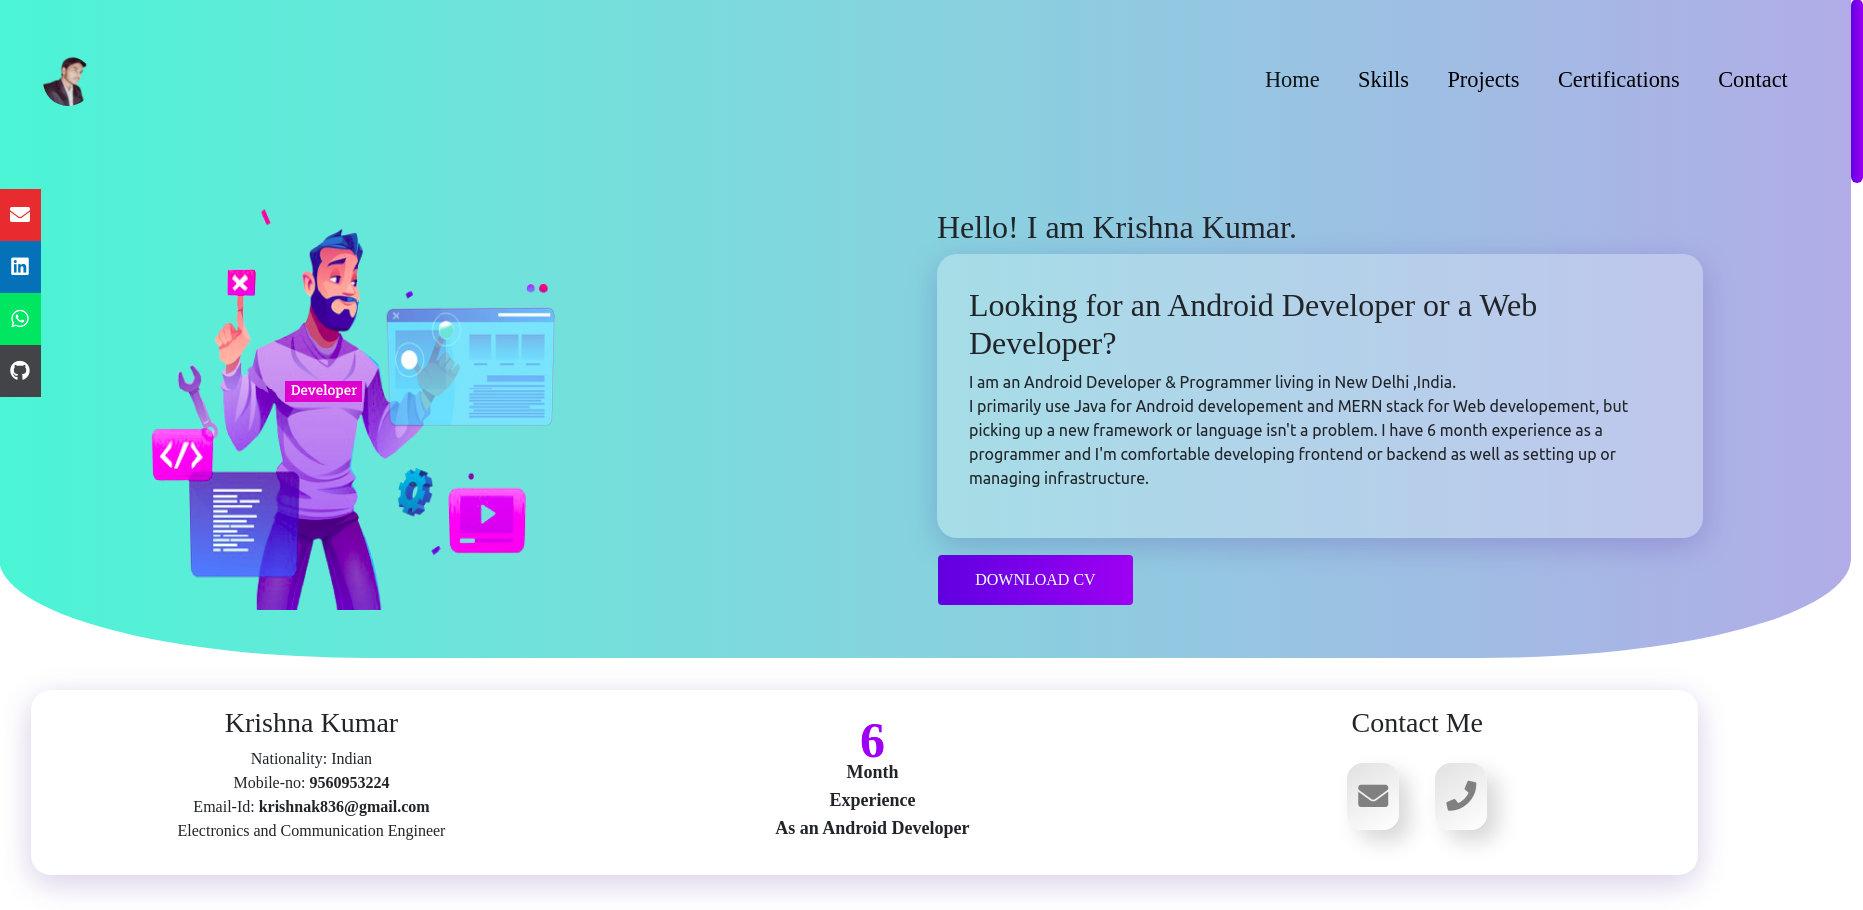 Home Skills Projects Certifications Contact
Hello! I am Krishna Kumar.
Looking for an Android Developer or a Web
Developer?
I am an Android Developer & Programmer living in New Delhi ,India.
I primarily use Java for Android developement and MERN stack for Web developement, but
picking up a new framework or language isn't a problem. I have 6 month experience as a
programmer and I'm comfortable developing frontend or backend as well as setting up or
managing infrastructure.
DOWNLOAD CV
Developer
Krishna Kumar
Nationality: Indian
Mobile-no: 9560953224
Email-Id: krishnak836@gmail.com
Electronics and Communication Engineer
6
Month
Experience
As an Android Developer
Contact Me